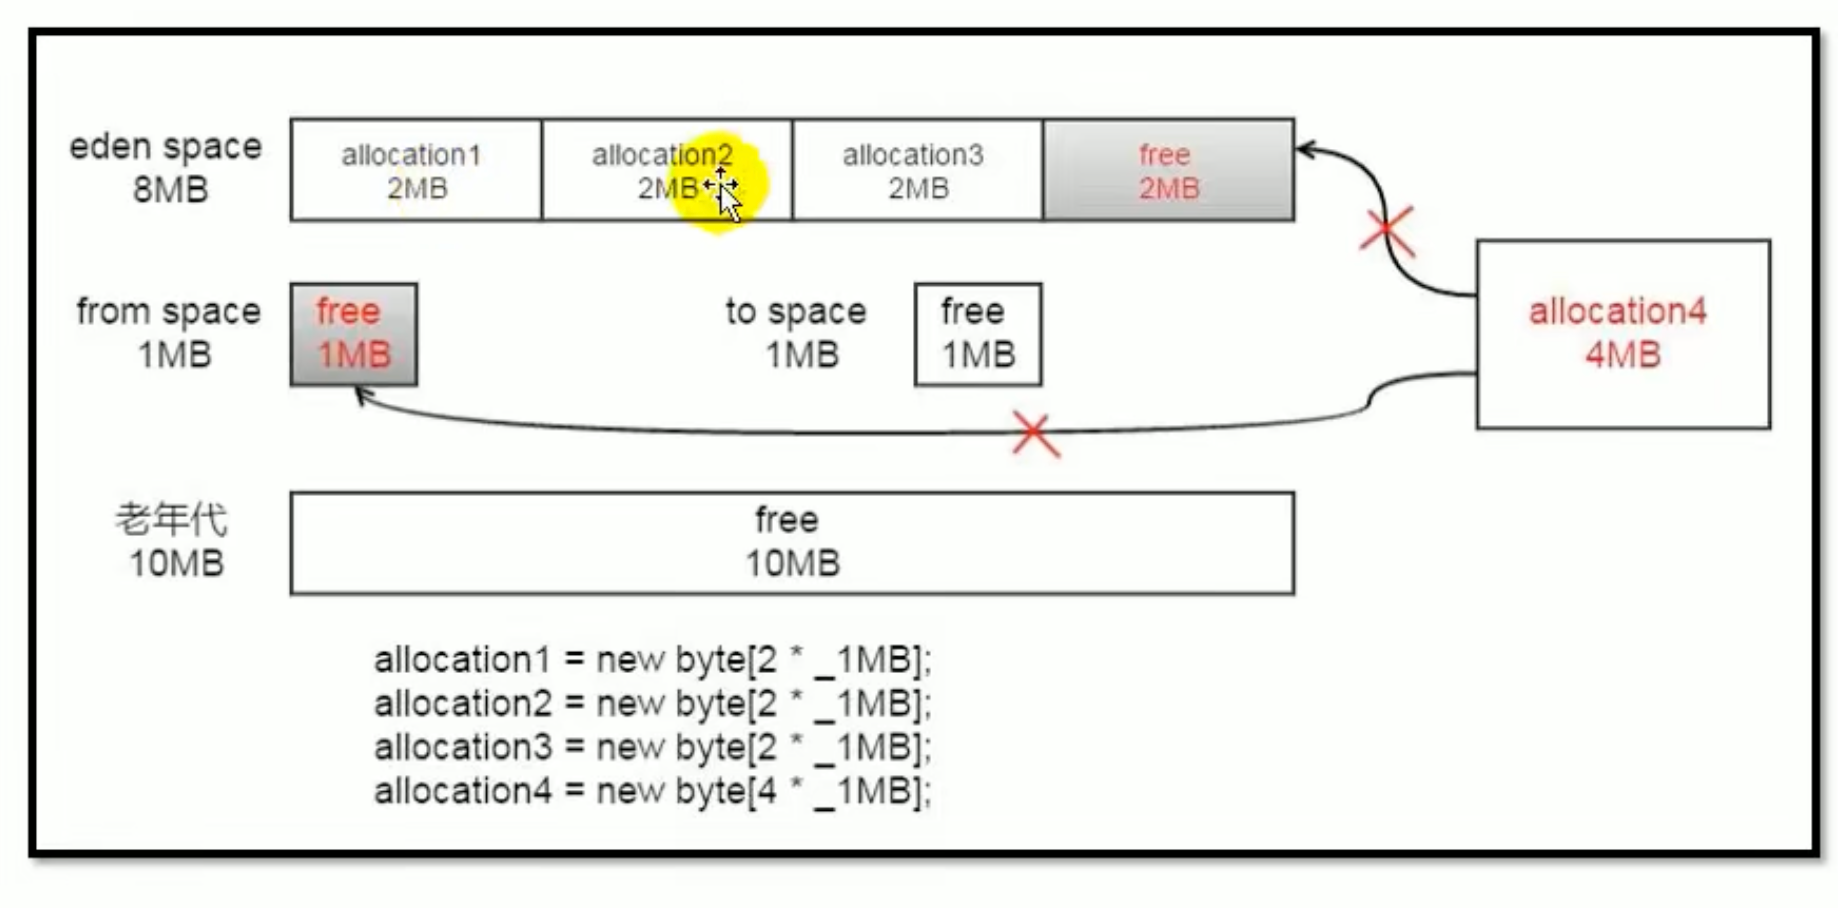 eden space
8MB
allocation1
2MB
allocation2
2MB
allocation3
2MB
free
2MB
from space
1MB
free
1MB
to space
1MB
free
1MB
allocation4
4MB
老年代
10MB
free
10MB
allocation1 = new byte[2 * _1MB];
allocation2 = new byte[2 * _1MB];
allocation3 = new byte[2 * _1MB];
allocation4 = new byte[4 * _1MB];